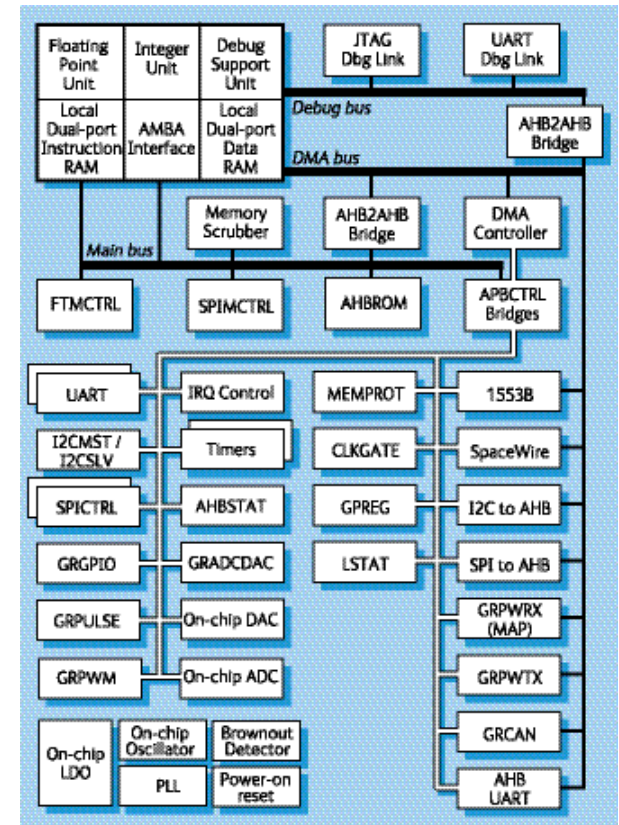 Floating
Point
Unit
Integer
Unit
Debug
Support
Unit
JTAG
Dbg Link
UART
Dbg Link
Local
Dual-port
Instruction
RAM
AMBA
Interface
Local
Dual-port
Data
RAM
Debug bus
AHB2AHB
Bridge
DMA bus
Memory
Scrubber
AHB2AHB
Bridge
DMA
Controller
Main bus
FTMCTRL
SPIMCTRL
AHBROM
APBCTRL
Bridges
UART
IRQ Control
MEMPROT
1553B
I2CMST /
I2CSLV
Timers
CLKGATE
SpaceWire
SPICTRL
AHBSTAT
GPREG
I2C to AHB
GRGPIO
GRADCDAC
LSTAT
SPI to AHB
GRPULSE
On-chip DAC
GRPWRX
(MAP)
GRPWM
On-chip ADC
GRPWTX
On-chip
LDO
On-chip
Oscillator
Brownout
Detector
GRCAN
PLL
Power-on
reset
AHB
UART